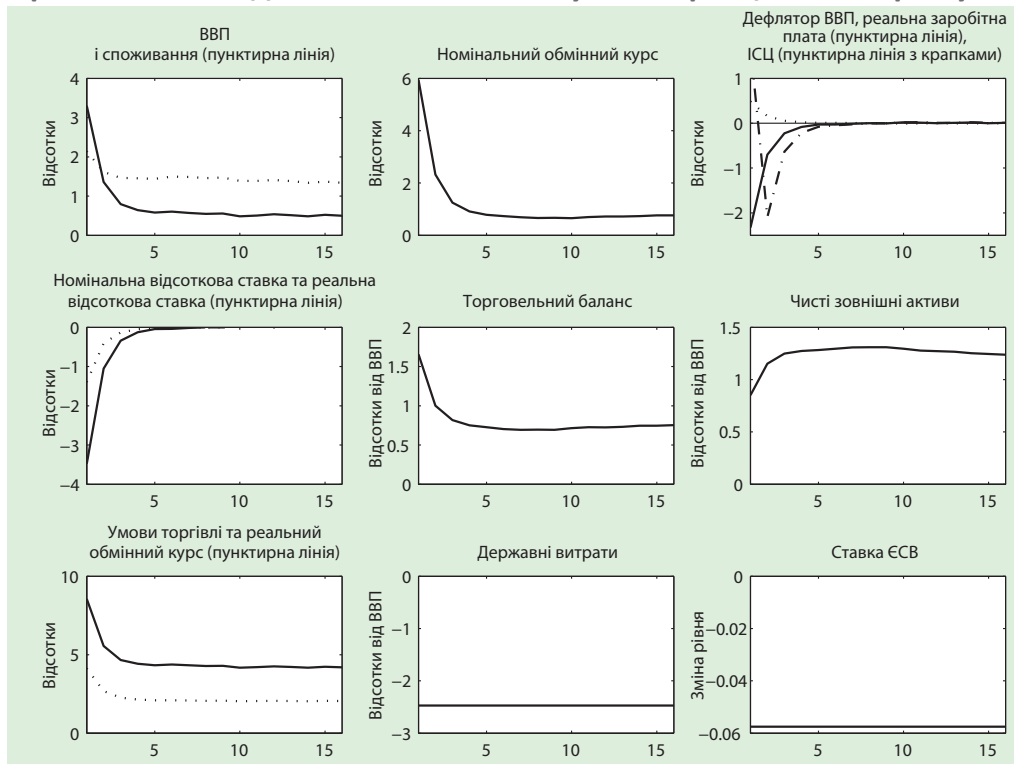 ВВП
і споживання (пунктирна лінія)
Відсотки
4
3
2
1
0
5
10
15
Номінальний обмінний курс
Відсотки
6
4
2
0
5
10
15
Дефлятор ВВП, реальна заробітна
плата (пунктирна лінія),
ІСЦ (пунктирна лінія з крапками)
Відсотки
1
0
−1
−2
5
10
15
Номінальна відсоткова ставка та реальна
відсоткова ставка (пунктирна лінія)
Відсотки
0
−1
−2
−3
−4
5
10
15
Торговельний баланс
Відсотки від ВВП
2
1.5
1
0.5
0
5
10
15
Чисті зовнішні активи
Відсотки від ВВП
1.5
1
0.5
0
5
10
15
Умови торгівлі та реальний
обмінний курс (пунктирна лінія)
Відсотки
10
5
0
5
10
15
Державні витрати
Відсотки від ВВП
0
−1
−2
−3
5
10
15
Ставка ЄСВ
Зміна рівня
0
−0.02
−0.04
−0.06
5
10
15